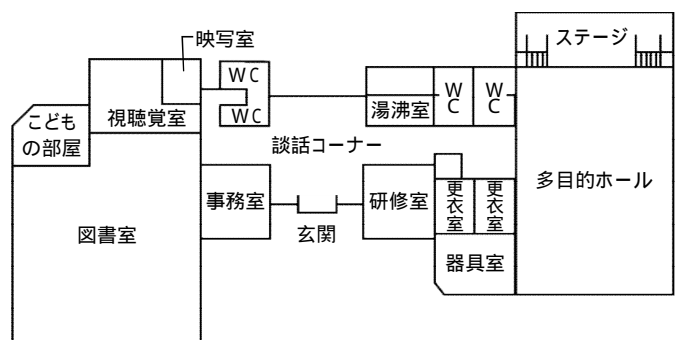 映写室
ステージ
WC
湯沸室
WC
WC
こども
の部屋
視聴覚室
WC
談話コーナー
多目的ホール
事務室
研修室
更衣室
更衣室
図書室
玄関
器具室